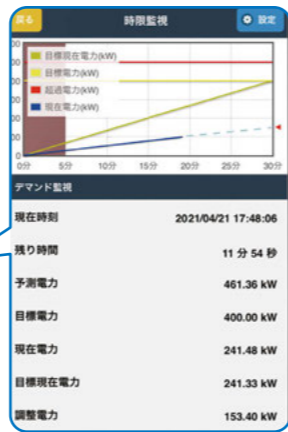 戻る 時限監視 設定
目標現在電力(kW)
目標電力(kW)
超過電力(kW)
現在電力(kW)
00
00
00
00
0
0分 5分 10分 15分 20分 25分 30分
デマンド監視
現在時刻 2021/04/21 17:48:06
残り時間 11 分 54 秒
予測電力 461.36 kW
目標電力 400.00 kW
現在電力 241.48 kW
目標現在電力 241.33 kW
調整電力 153.40 kW